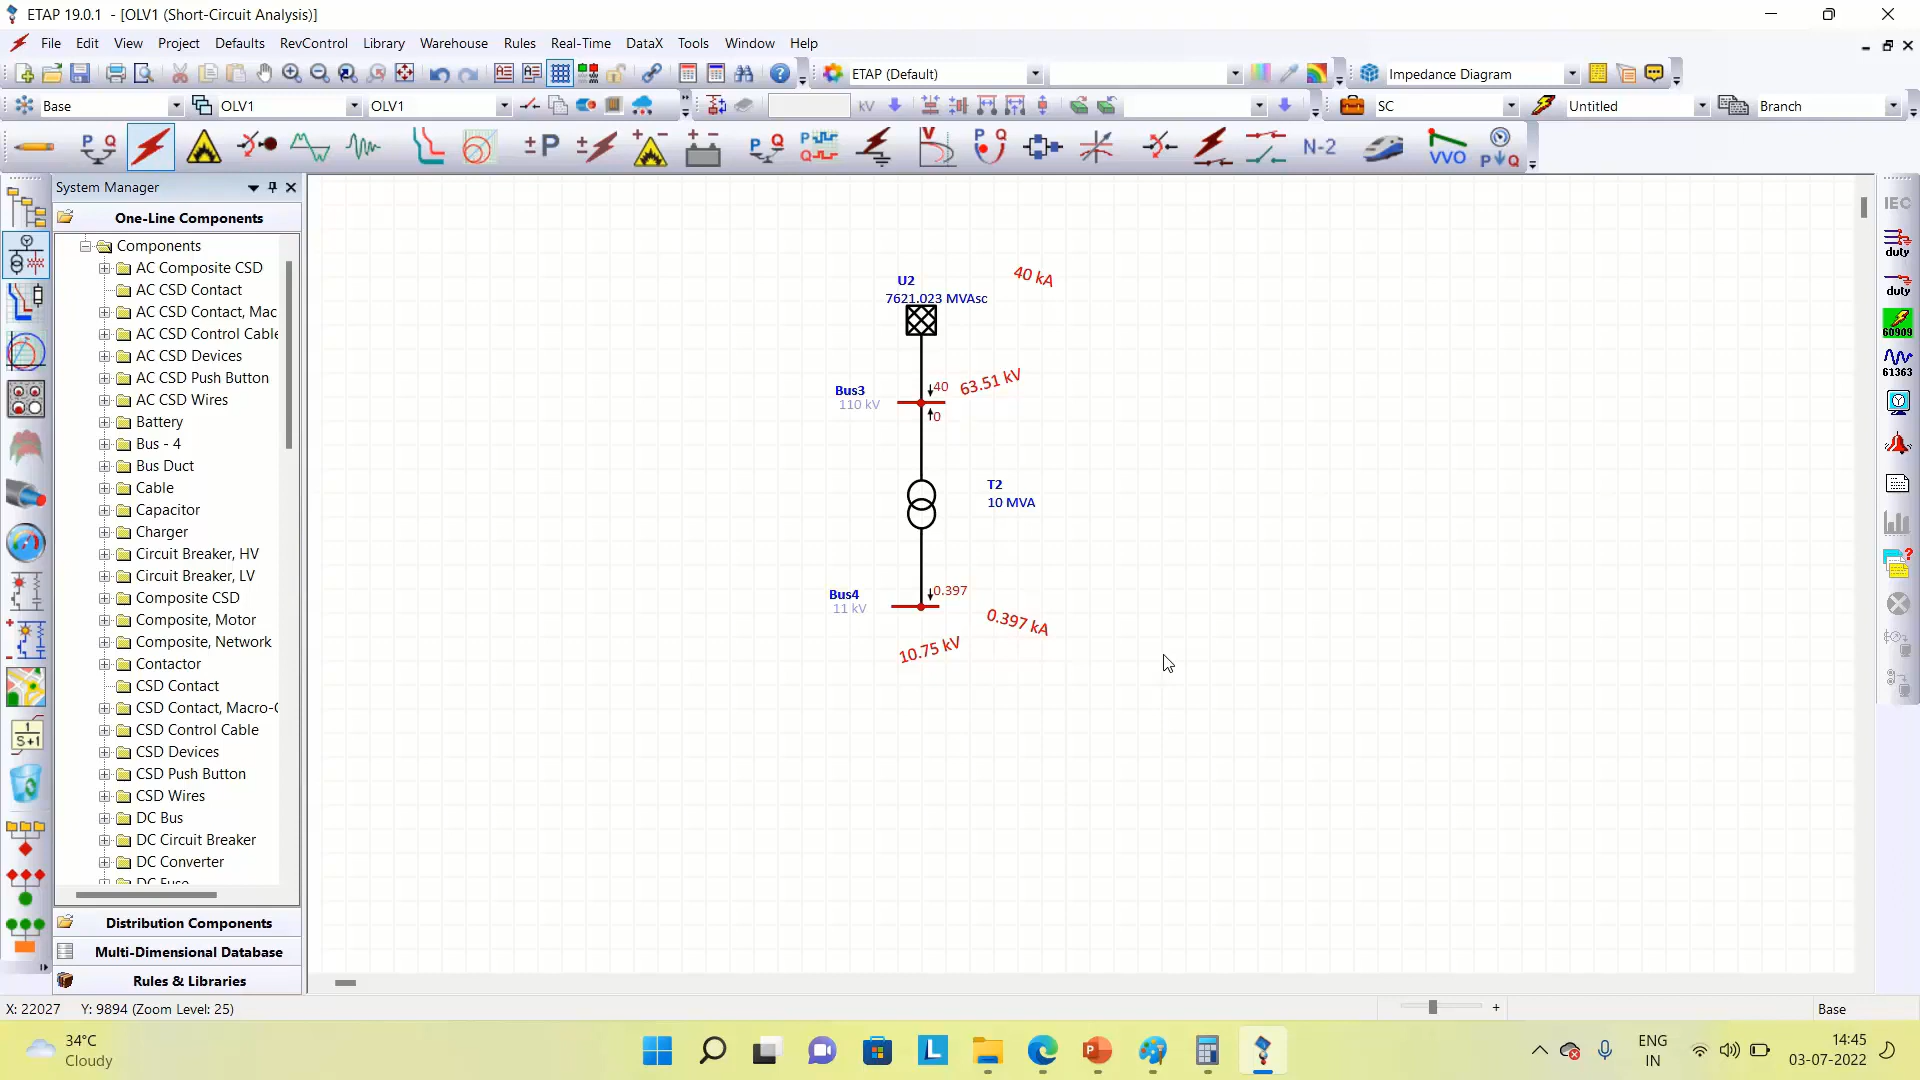 ETAP 19.0.1 - [OLV1 (Short-Circuit Analysis)]
File Edit View Project Defaults RevControl Library Warehouse Rules Real-Time DataX Tools Window Help
ETAP (Default) Impedance Diagram
Base OLV1 OLV1 kV SC Untitled Branch
P Q ±P P Q P Q V P Q N-2 VVO P Q
System Manager
One-Line Components
Components
AC Composite CSD
AC CSD Contact
AC CSD Contact, Mac
AC CSD Control Cable
AC CSD Devices
AC CSD Push Button
AC CSD Wires
Battery
Bus - 4
Bus Duct
Cable
Capacitor
Charger
Circuit Breaker, HV
Circuit Breaker, LV
Composite CSD
Composite, Motor
Composite, Network
Contactor
CSD Contact
CSD Contact, Macro-C
CSD Control Cable
CSD Devices
CSD Push Button
CSD Wires
DC Bus
DC Circuit Breaker
DC Converter
DC Fuse
Distribution Components
Multi-Dimensional Database
Rules & Libraries
1
S+1
U2
7621.023 MVAsc
40 kA
Bus3
110 kV
40
0
63.51 kV
T2
10 MVA
Bus4
11 kV
0.397
0.397 kA
10.75 kV
IEC
duty
duty
60909
61363
X: 22027 Y: 9894 (Zoom Level: 25)
+
Base
34°C
Cloudy
L
P
ENG
IN
14:45
03-07-2022